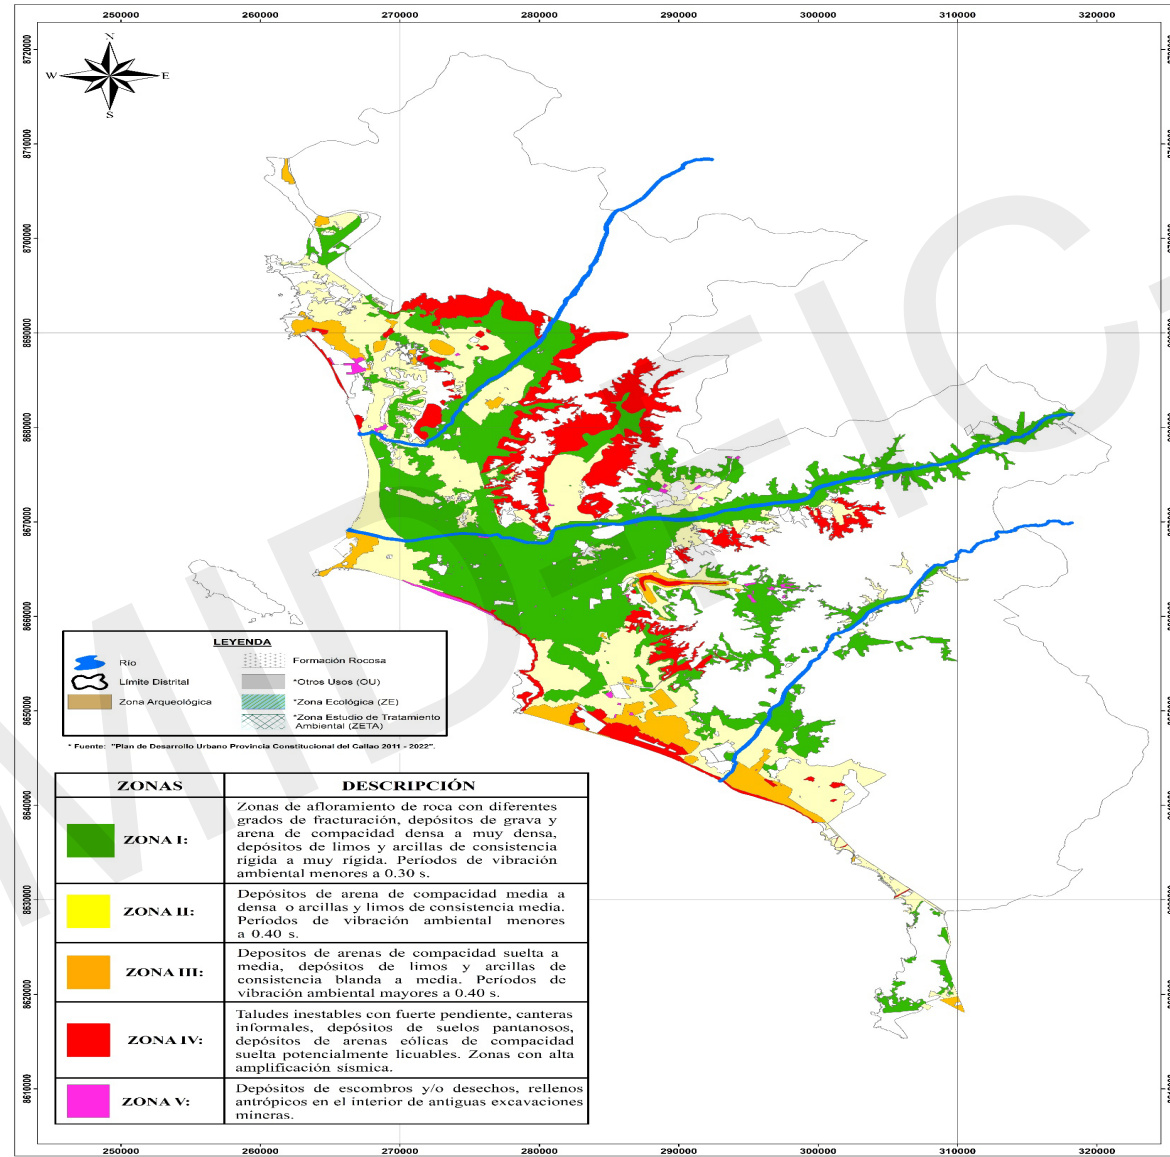 250000 260000 270000 280000 290000 300000 310000 320000
N
W E
S
8720000
8710000
8700000
8690000
8680000
8670000
8660000
8650000
8640000
8630000
8620000
8610000
LEYENDA
Río
Límite Distrital
Zona Arqueológica
Formación Rocosa
*Otros Usos (OU)
*Zona Ecológica (ZE)
*Zona Estudio de Tratamiento
Ambiental (ZETA)
* Fuente: "Plan de Desarrollo Urbano Provincia Constitucional del Callao 2011 - 2022".
ZONAS DESCRIPCIÓN
ZONA I:
Zonas de afloramiento de roca con diferentes
grados de fracturación, depósitos de grava y
arena de compacidad densa a muy densa,
depósitos de limos y arcillas de consistencia
rígida a muy rígida. Períodos de vibración
ambiental menores a 0.30 s.
ZONA II:
Depósitos de arena de compacidad media a
densa o arcillas y limos de consistencia media.
Períodos de vibración ambiental menores
a 0.40 s.
ZONA III:
Depositos de arenas de compacidad suelta a
media, depósitos de limos y arcillas de
consistencia blanda a media. Períodos de
vibración ambiental mayores a 0.40 s.
ZONA IV:
Taludes inestables con fuerte pendiente, canteras
informales, depósitos de suelos pantanosos,
depósitos de arenas eólicas de compacidad
suelta potencialmente licuables. Zonas con alta
amplificación sísmica.
ZONA V:
Depósitos de escombros y/o desechos, rellenos
antrópicos en el interior de antiguas excavaciones
mineras.
250000 260000 270000 280000 290000 300000 310000 320000